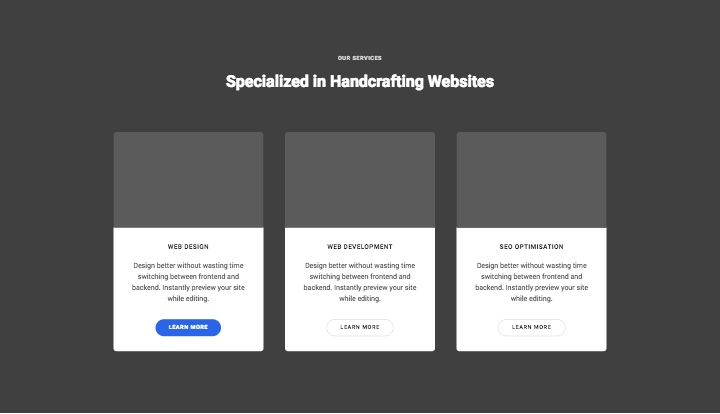 OUR SERVICES
Specialized in Handcrafting Websites
WEB DESIGN
Design better without wasting time
switching between frontend and
backend. Instantly preview your site
while editing.
LEARN MORE
WEB DEVELOPMENT
Design better without wasting time
switching between frontend and
backend. Instantly preview your site
while editing.
LEARN MORE
SEO OPTIMISATION
Design better without wasting time
switching between frontend and
backend. Instantly preview your site
while editing.
LEARN MORE